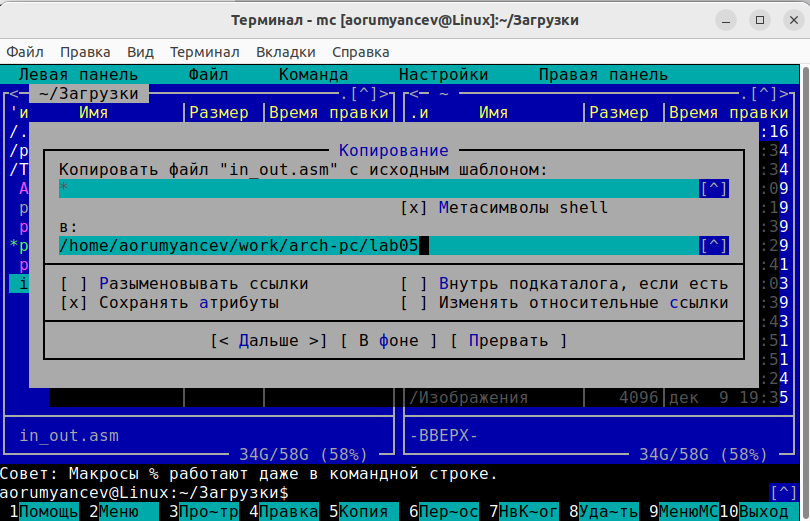 Терминал - mc [aorumyancev@Linux]:~/Загрузки
Файл Правка Вид Терминал Вкладки Справка
Левая панель Файл Команда Настройки Правая панель
<─ ~/Загрузки .[^]> <─ ~ .[^]>
'и Имя Размер Время правки .и Имя Размер Время правки
/. :16
/р :34
/Т :34
:09
р :19
р :39
*р :29
р :41
i :03
Копирование
Копировать файл "in_out.asm" с исходным шаблоном:
* [^]
[x] Метасимволы shell
в:
/home/aorumyancev/work/arch-pc/lab05 [^]
[ ] Разыменовывать ссылки [ ] Внутрь подкаталога, если есть
[x] Сохранять атрибуты [ ] Изменять относительные ссылки
:39
:43
[< Дальше >] [ В фоне ] [ Прервать ]
:51
:51
:24
/Изображения 4096 дек 9 19:35
in_out.asm -ВВЕРХ-
34G/58G (58%) 34G/58G (58%)
Совет: Макросы % работают даже в командной строке.
aorumyancev@Linux:~/Загрузки$ [^]
1Помощь 2Меню 3Про~тр 4Правка 5Копия 6Пер~ос 7НвК~ог 8Уда~ть 9МенюMC 10Выход